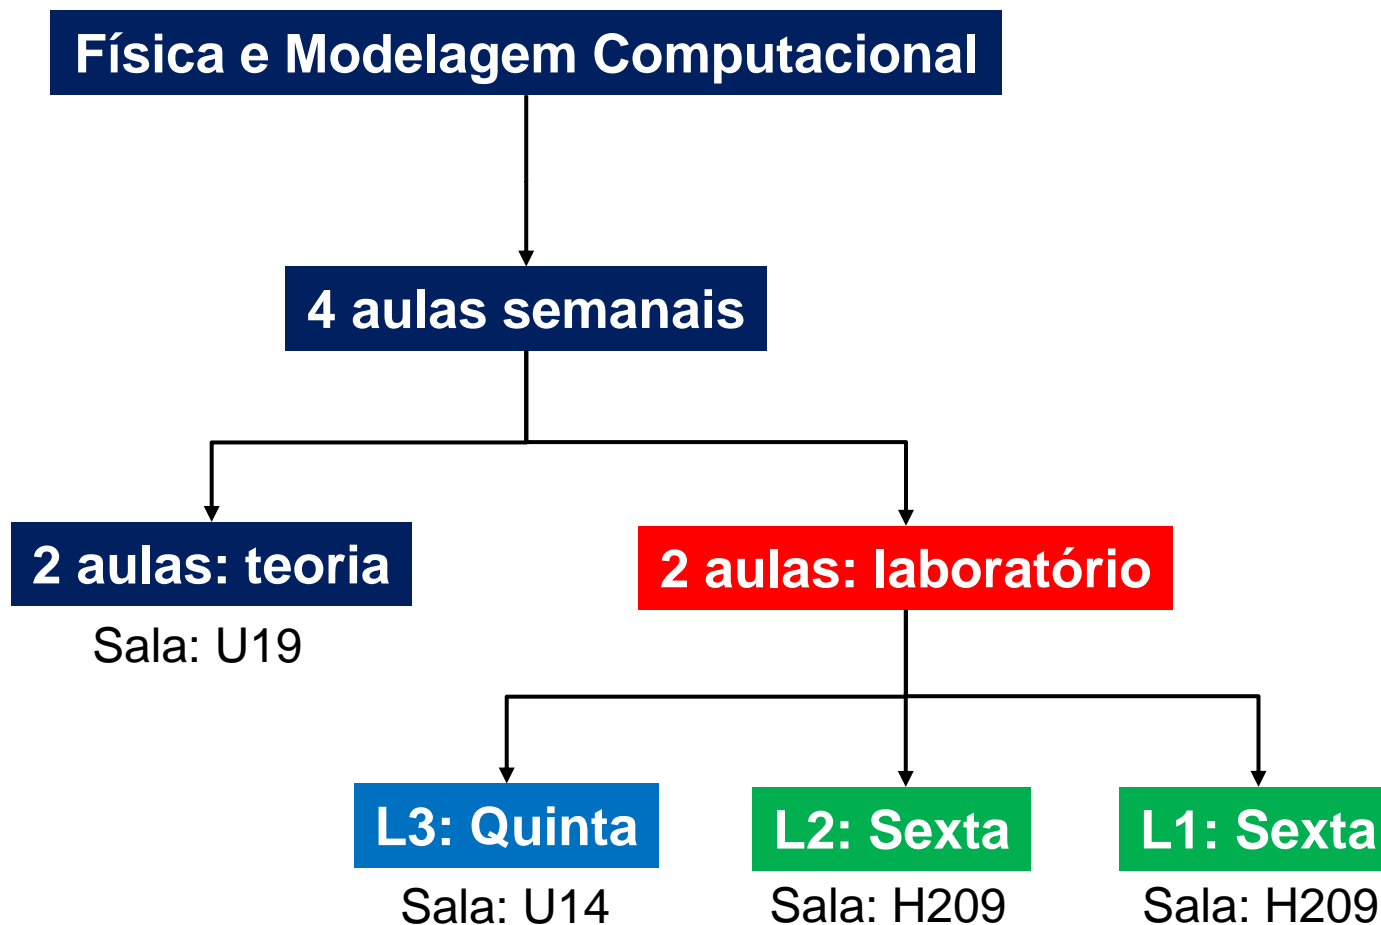 Física e Modelagem Computacional
4 aulas semanais
2 aulas: teoria
2 aulas: laboratório
Sala: U19
L3: Quinta
L2: Sexta
L1: Sexta
Sala: U14
Sala: H209
Sala: H209